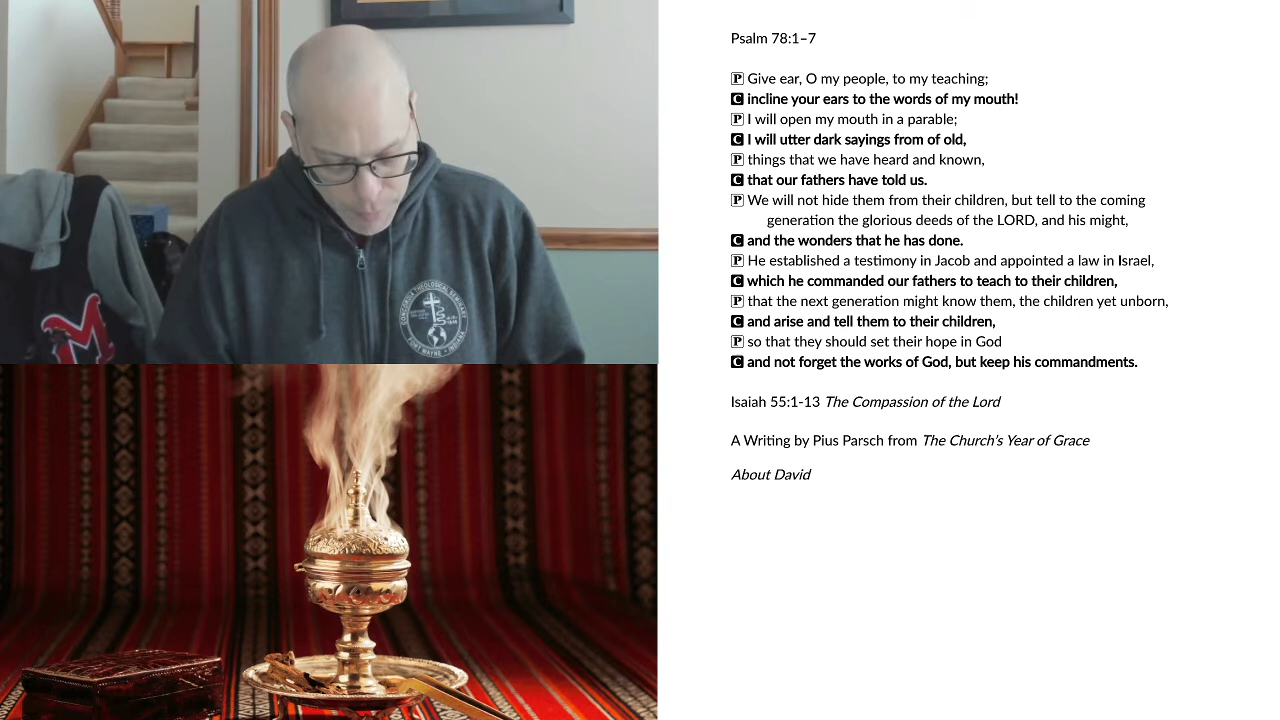 Psalm 78:1–7
P Give ear, O my people, to my teaching;
C incline your ears to the words of my mouth!
P I will open my mouth in a parable;
C I will utter dark sayings from of old,
P things that we have heard and known,
C that our fathers have told us.
P We will not hide them from their children, but tell to the coming
generation the glorious deeds of the LORD, and his might,
C and the wonders that he has done.
P He established a testimony in Jacob and appointed a law in Israel,
C which he commanded our fathers to teach to their children,
P that the next generation might know them, the children yet unborn,
C and arise and tell them to their children,
P so that they should set their hope in God
C and not forget the works of God, but keep his commandments.
Isaiah 55:1-13 The Compassion of the Lord
A Writing by Pius Parsch from The Church's Year of Grace
About David
CONCORDIA THEOLOGICAL SEMINARY
FORT WAYNE • INDIANA
M